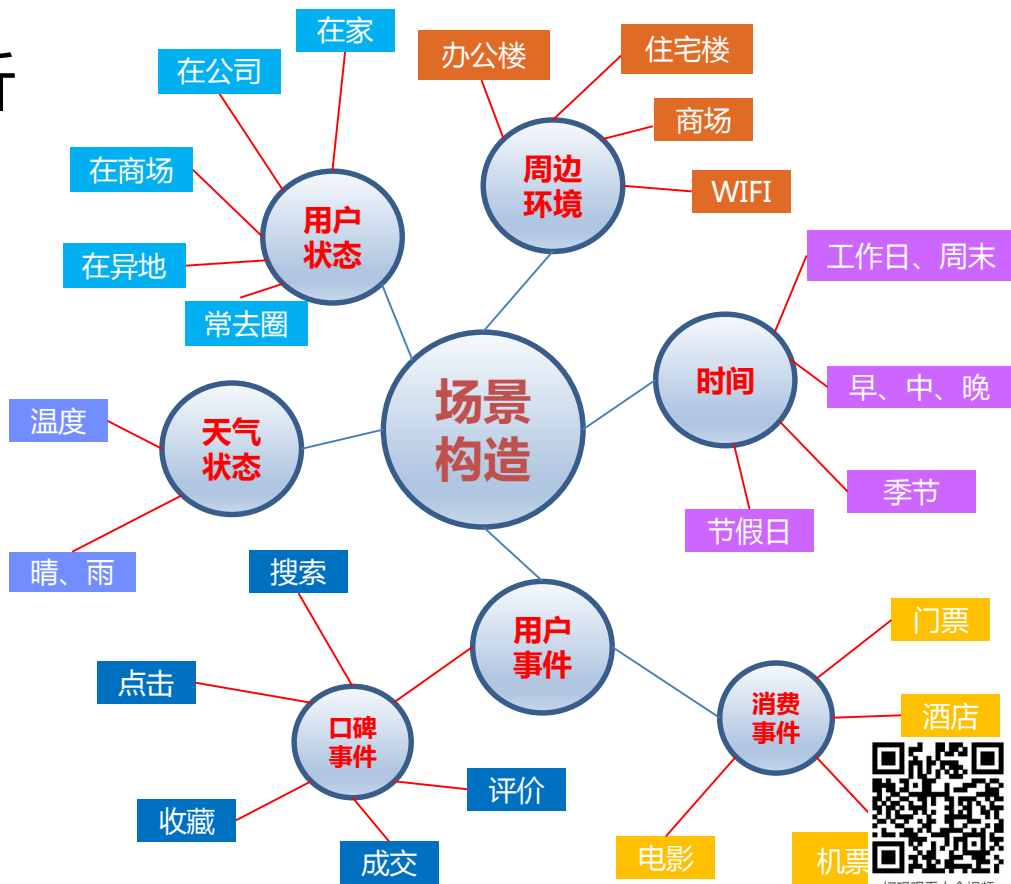 在家
在公司
在商场
在异地
常去圈
用户
状态
办公楼
住宅楼
商场
WIFI
周边
环境
工作日、周末
早、中、晚
季节
节假日
时间
场景
构造
温度
晴、雨
天气
状态
用户
事件
搜索
点击
收藏
成交
评价
口碑
事件
门票
酒店
机票
电影
消费
事件